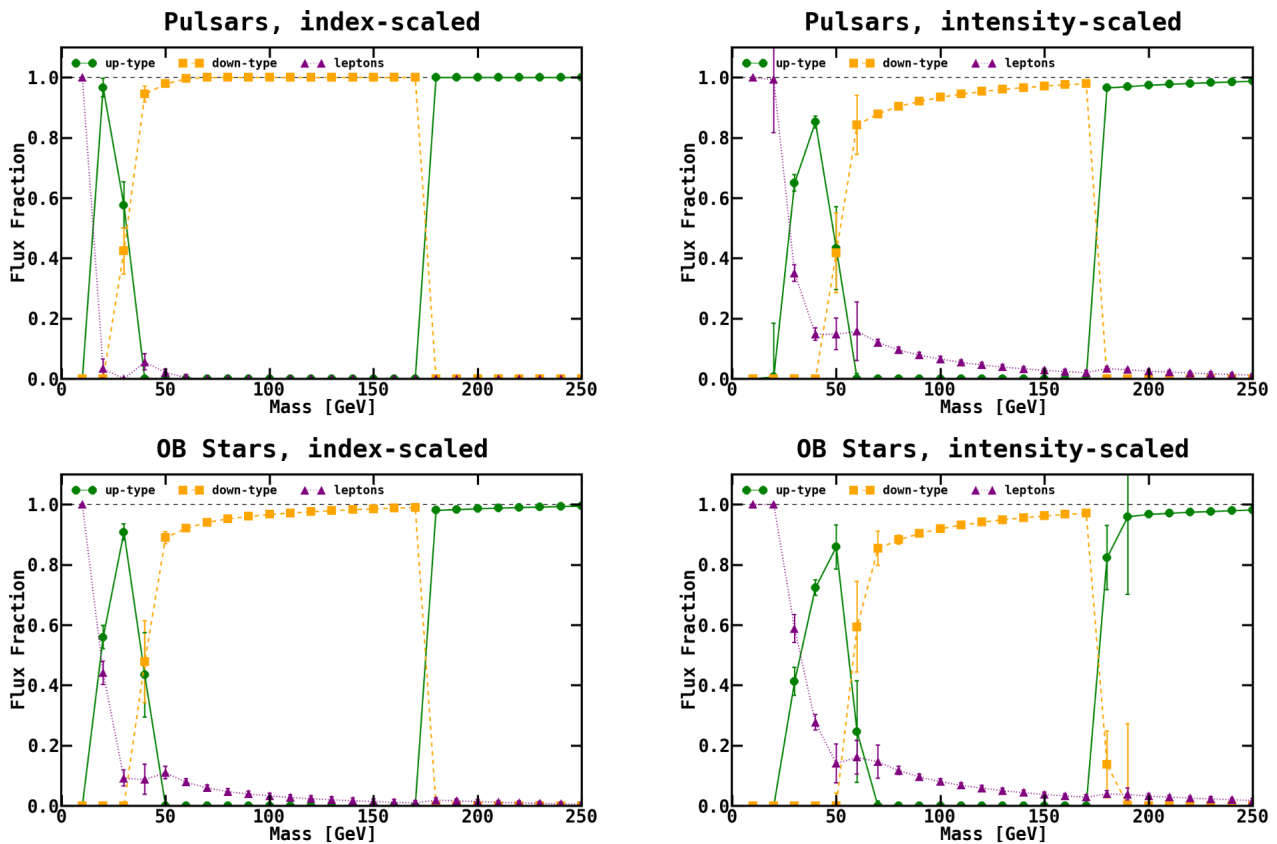 Pulsars, index-scaled
up-type down-type leptons
Flux Fraction
1.0
0.8
0.6
0.4
0.2
0.0
0 50 100 150 200 250
Mass [GeV]
Pulsars, intensity-scaled
up-type down-type leptons
Flux Fraction
1.0
0.8
0.6
0.4
0.2
0.0
0 50 100 150 200 250
Mass [GeV]
OB Stars, index-scaled
up-type down-type leptons
Flux Fraction
1.0
0.8
0.6
0.4
0.2
0.0
0 50 100 150 200 250
Mass [GeV]
OB Stars, intensity-scaled
up-type down-type leptons
Flux Fraction
1.0
0.8
0.6
0.4
0.2
0.0
0 50 100 150 200 250
Mass [GeV]